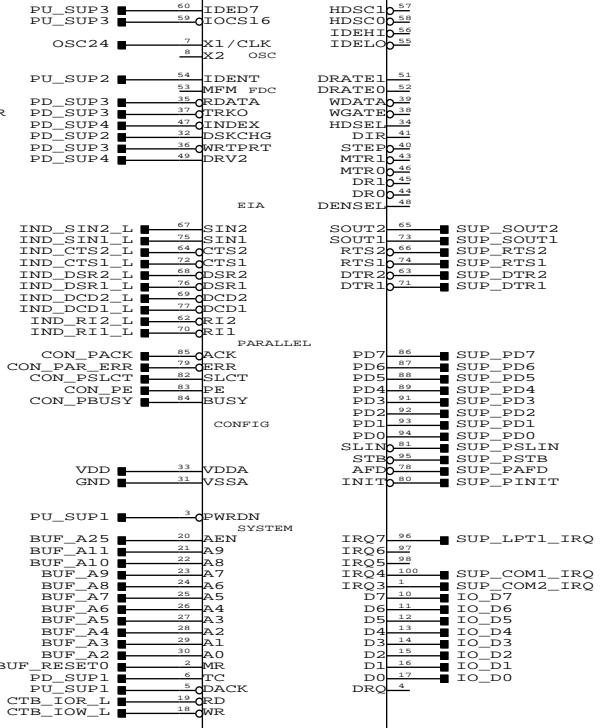 PU_SUP3 60 IDED7 HDSC1 57
PU_SUP3 59 IOCS16 HDSC0 58
IDEHI 56
OSC24 7 X1/CLK IDELO 55
8 X2 OSC
PU_SUP2 54 IDENT DRATE1 51
53 MFM FDC DRATE0 52
PD_SUP3 35 RDATA WDATA 39
R PD_SUP3 37 TRKO WGATE 38
PD_SUP4 47 INDEX HDSEL 34
PD_SUP2 32 DSKCHG DIR 41
PD_SUP3 36 WRTPRT STEP 40
PD_SUP4 49 DRV2 MTR1 43
MTR0 46
DR1 45
DR0 44
EIA DENSEL 48
IND_SIN2_L 67 SIN2 SOUT2 65 SUP_SOUT2
IND_SIN1_L 75 SIN1 SOUT1 73 SUP_SOUT1
IND_CTS2_L 64 CTS2 RTS2 66 SUP_RTS2
IND_CTS1_L 72 CTS1 RTS1 74 SUP_RTS1
IND_DSR2_L 68 DSR2 DTR2 63 SUP_DTR2
IND_DSR1_L 76 DSR1 DTR1 71 SUP_DTR1
IND_DCD2_L 69 DCD2
IND_DCD1_L 77 DCD1
IND_RI2_L 62 RI2
IND_RI1_L 70 RI1
PARALLEL
CON_PACK 85 ACK PD7 86 SUP_PD7
CON_PAR_ERR 79 ERR PD6 87 SUP_PD6
CON_PSLCT 82 SLCT PD5 88 SUP_PD5
CON_PE 83 PE PD4 89 SUP_PD4
CON_PBUSY 84 BUSY PD3 91 SUP_PD3
PD2 92 SUP_PD2
CONFIG PD1 93 SUP_PD1
PD0 94 SUP_PD0
SLIN 81 SUP_PSLIN
STB 95 SUP_PSTB
VDD 33 VDDA AFD 78 SUP_PAFD
GND 31 VSSA INIT 80 SUP_PINIT
PU_SUP1 3 PWRDN
SYSTEM
BUF_A25 20 AEN IRQ7 96 SUP_LPT1_IRQ
BUF_A11 21 A9 IRQ6 97
BUF_A10 22 A8 IRQ5 98
BUF_A9 23 A7 IRQ4 100 SUP_COM1_IRQ
BUF_A8 24 A6 IRQ3 1 SUP_COM2_IRQ
BUF_A7 25 A5 D7 10 IO_D7
BUF_A6 26 A4 D6 11 IO_D6
BUF_A5 27 A3 D5 12 IO_D5
BUF_A4 28 A2 D4 13 IO_D4
BUF_A3 29 A1 D3 14 IO_D3
BUF_A2 30 A0 D2 15 IO_D2
BUF_RESET0 2 MR D1 16 IO_D1
PD_SUP1 6 TC D0 17 IO_D0
PU_SUP1 5 DACK DRQ 4
CTB_IOR_L 19 RD
CTB_IOW_L 18 WR